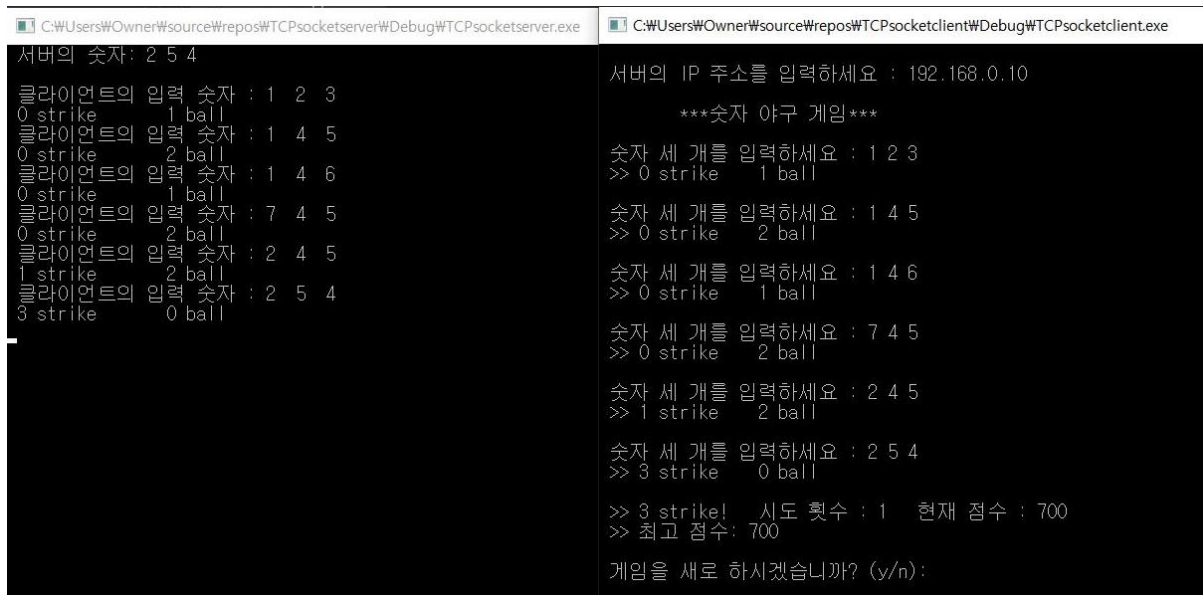 C:₩Users₩Owner₩source₩repos₩TCPsocketserver₩Debug₩TCPsocketserver.exe
서버의 숫자: 2 5 4
클라이언트의 입력 숫자 : 1 2 3
0 strike 1 ball
클라이언트의 입력 숫자 : 1 4 5
0 strike 2 ball
클라이언트의 입력 숫자 : 1 4 6
0 strike 1 ball
클라이언트의 입력 숫자 : 7 4 5
0 strike 2 ball
클라이언트의 입력 숫자 : 2 4 5
1 strike 2 ball
클라이언트의 입력 숫자 : 2 5 4
3 strike 0 ball
C:₩Users₩Owner₩source₩repos₩TCPsocketclient₩Debug₩TCPsocketclient.exe
서버의 IP 주소를 입력하세요 : 192.168.0.10
***숫자 야구 게임***
숫자 세 개를 입력하세요 : 1 2 3
>> 0 strike 1 ball
숫자 세 개를 입력하세요 : 1 4 5
>> 0 strike 2 ball
숫자 세 개를 입력하세요 : 1 4 6
>> 0 strike 1 ball
숫자 세 개를 입력하세요 : 7 4 5
>> 0 strike 2 ball
숫자 세 개를 입력하세요 : 2 4 5
>> 1 strike 2 ball
숫자 세 개를 입력하세요 : 2 5 4
>> 3 strike 0 ball
>> 3 strike! 시도 횟수 : 1 현재 점수 : 700
>> 최고 점수: 700
게임을 새로 하시겠습니까? (y/n):